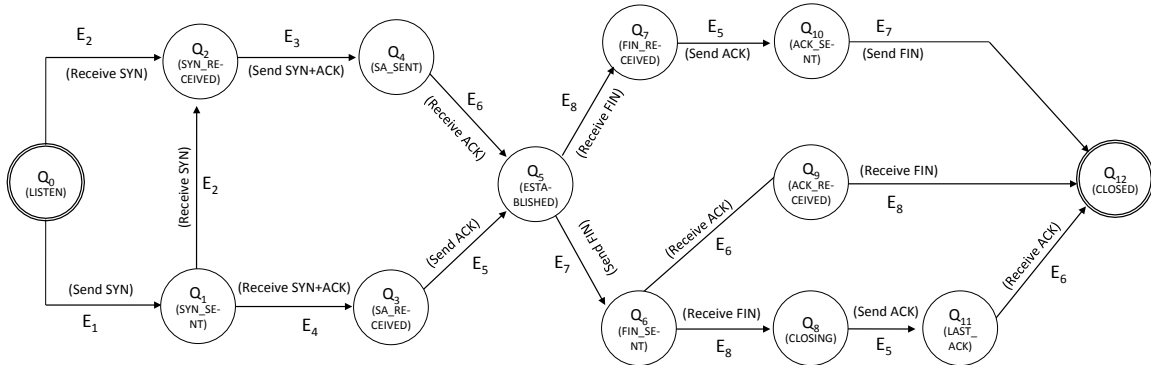 E2
(Receive SYN)
Q2
(SYN_RE-
CEIVED)
E3
(Send SYN+ACK)
Q4
(SA_SENT)
E6
(Receive ACK)
Q0
(LISTEN)
(Receive SYN)
E2
(Send SYN)
E1
Q1
(SYN_SE-
NT)
(Receive SYN+ACK)
E4
Q3
(SA_RE-
CEIVED)
(Send ACK)
E5
Q5
(ESTA-
BLISHED)
E8
(Receive FIN)
Q7
(FIN_RE-
CEIVED)
E5
(Send ACK)
Q10
(ACK_SE-
NT)
E7
(Send FIN)
(Send FIN)
E7
Q6
(FIN_SE-
NT)
(Receive ACK)
E6
Q9
(ACK_RE-
CEIVED)
(Receive FIN)
E8
(Receive FIN)
E8
Q8
(CLOSING)
(Send ACK)
E5
Q11
(LAST_
ACK)
(Receive ACK)
E6
Q12
(CLOSED)